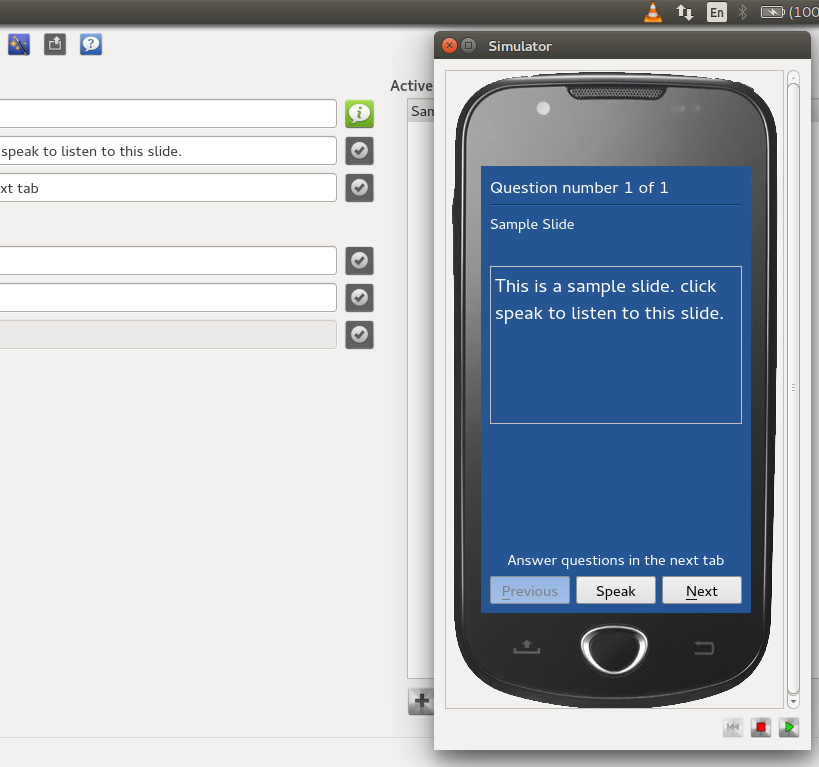 En
(100
Simulator
Active
Sam
speak to listen to this slide.
xt tab
Question number 1 of 1
Sample Slide
This is a sample slide. click
speak to listen to this slide.
Answer questions in the next tab
Previous
Speak
Next